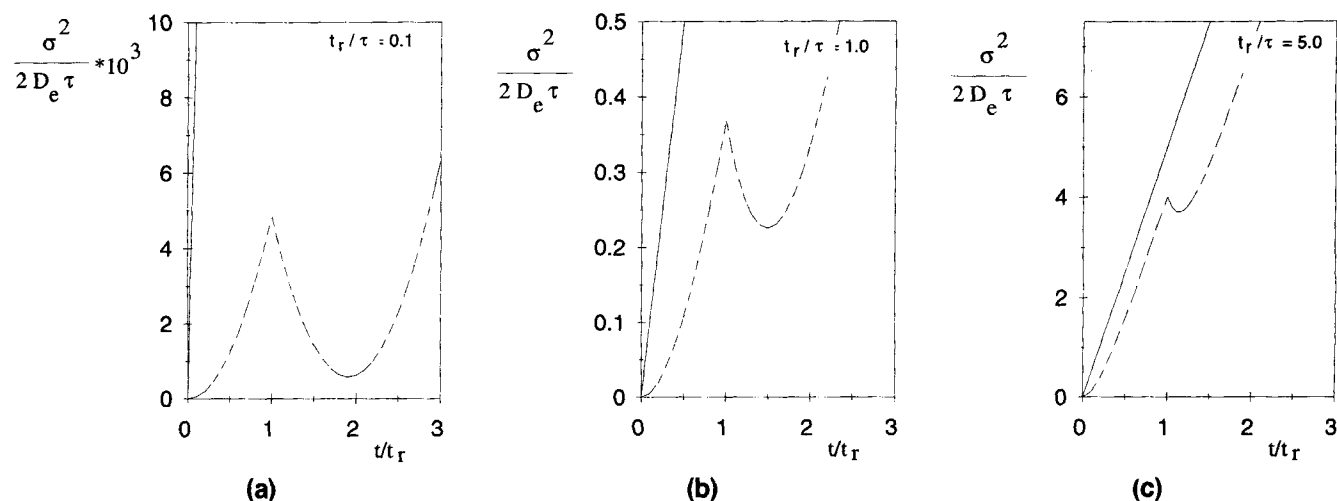 σ²
2 D_e τ
*10³
t_r / τ = 0.1
10
8
6
4
2
0
0 1 2 3
t/t_r
(a)
σ²
2 D_e τ
t_r / τ = 1.0
0.5
0.4
0.3
0.2
0.1
0
0 1 2 3
t/t_r
(b)
σ²
2 D_e τ
t_r / τ = 5.0
6
4
2
0
0 1 2 3
t/t_r
(c)